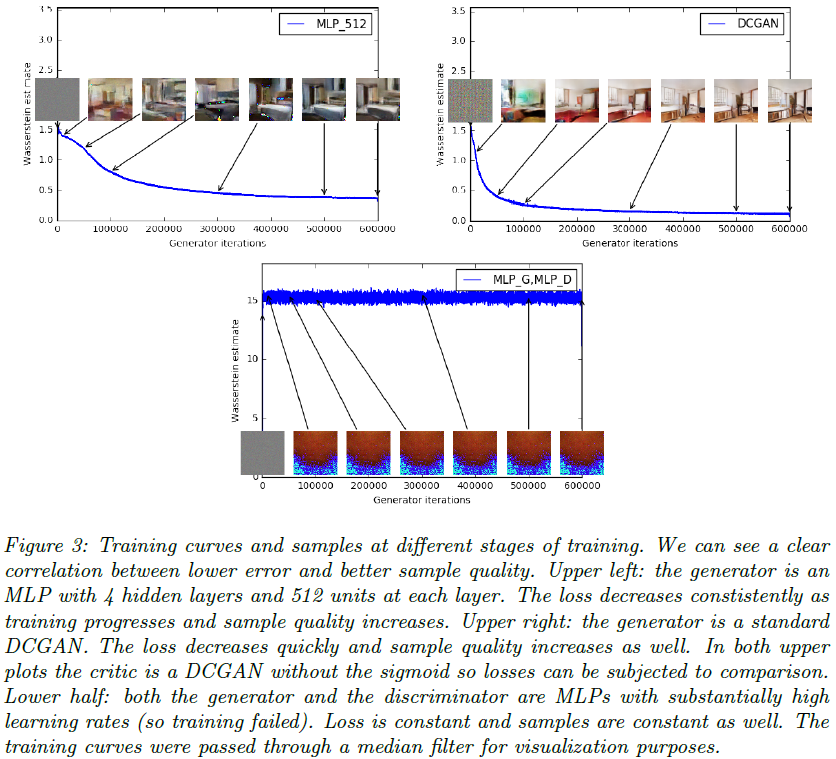 3.5
MLP_512
3.0
2.5
Wasserstein estimate
1.5
1.0
0.5
0.0
0 100000 200000 300000 400000 500000 600000
Generator iterations
3.5
DCGAN
3.0
2.5
Wasserstein estimate
1.5
1.0
0.5
0.0
0 100000 200000 300000 400000 500000 600000
Generator iterations
MLP_G,MLP_D
15
Wasserstein estimate
10
5
0
0 100000 200000 300000 400000 500000 600000
Generator iterations
Figure 3: Training curves and samples at different stages of training. We can see a clear
correlation between lower error and better sample quality. Upper left: the generator is an
MLP with 4 hidden layers and 512 units at each layer. The loss decreases constistently as
training progresses and sample quality increases. Upper right: the generator is a standard
DCGAN. The loss decreases quickly and sample quality increases as well. In both upper
plots the critic is a DCGAN without the sigmoid so losses can be subjected to comparison.
Lower half: both the generator and the discriminator are MLPs with substantially high
learning rates (so training failed). Loss is constant and samples are constant as well. The
training curves were passed through a median filter for visualization purposes.